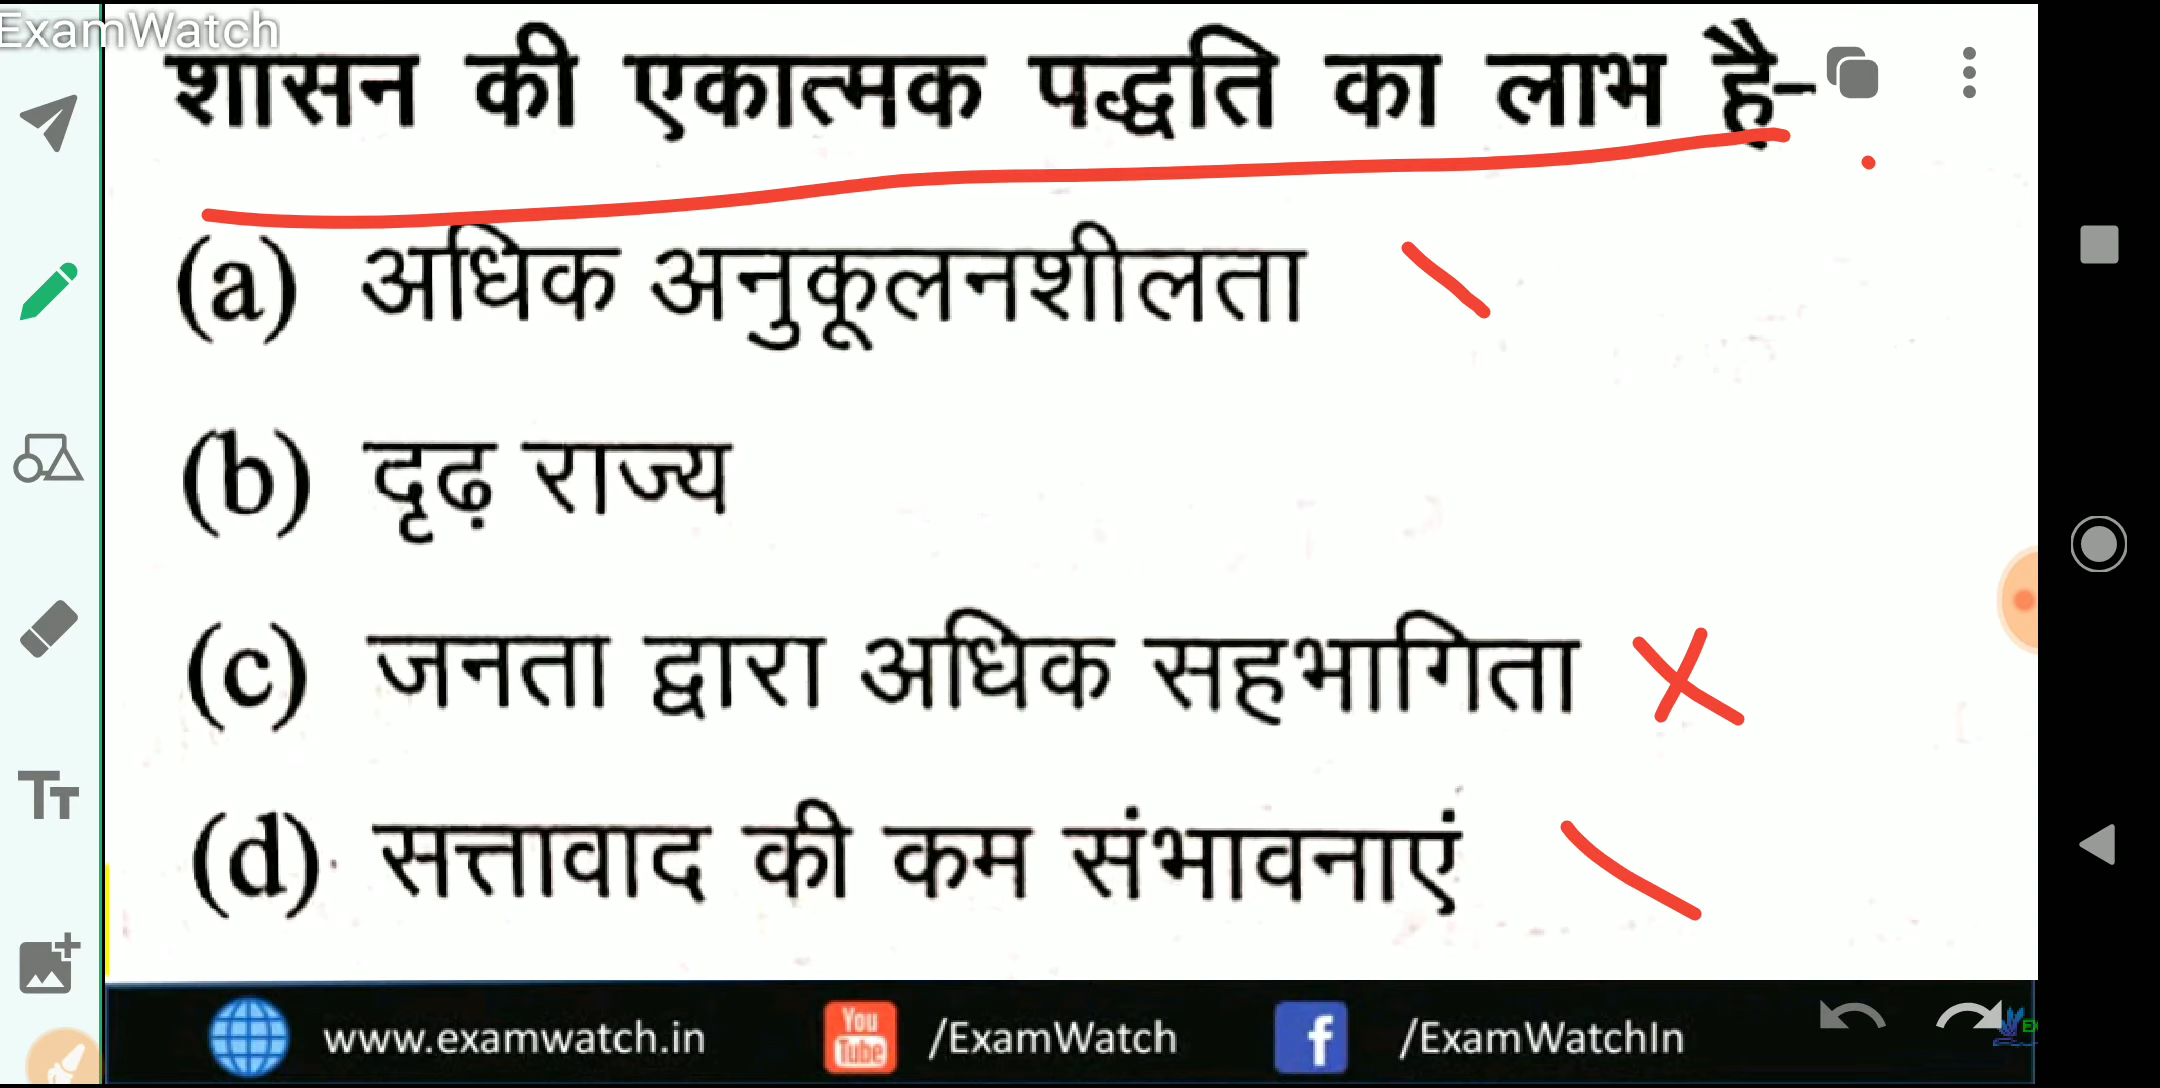 ExamWatch
शासन की एकात्मक पद्धति का लाभ है-
(a) अधिक अनुकूलनशीलता
(b) दृढ़ राज्य
(c) जनता द्वारा अधिक सहभागिता
(d) सत्तावाद की कम संभावनाएं
Tт
www.examwatch.in You Tube /ExamWatch f /ExamWatchIn